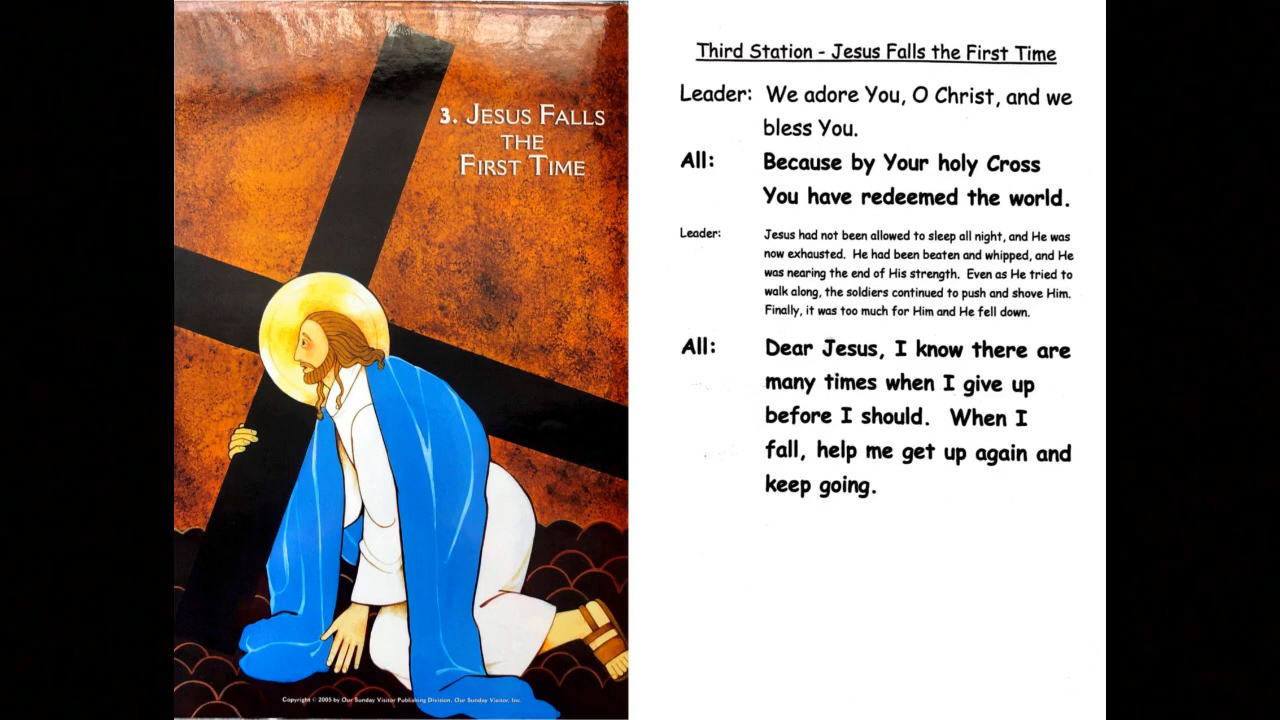 3. JESUS FALLS
THE
FIRST TIME
Copyright © 2005 by Our Sunday Visitor Publishing Division, Our Sunday Visitor, Inc.
Third Station - Jesus Falls the First Time
Leader: We adore You, O Christ, and we
bless You.
All: Because by Your holy Cross
You have redeemed the world.
Leader: Jesus had not been allowed to sleep all night, and He was
now exhausted. He had been beaten and whipped, and He
was nearing the end of His strength. Even as He tried to
walk along, the soldiers continued to push and shove Him.
Finally, it was too much for Him and He fell down.
All: Dear Jesus, I know there are
many times when I give up
before I should. When I
fall, help me get up again and
keep going.